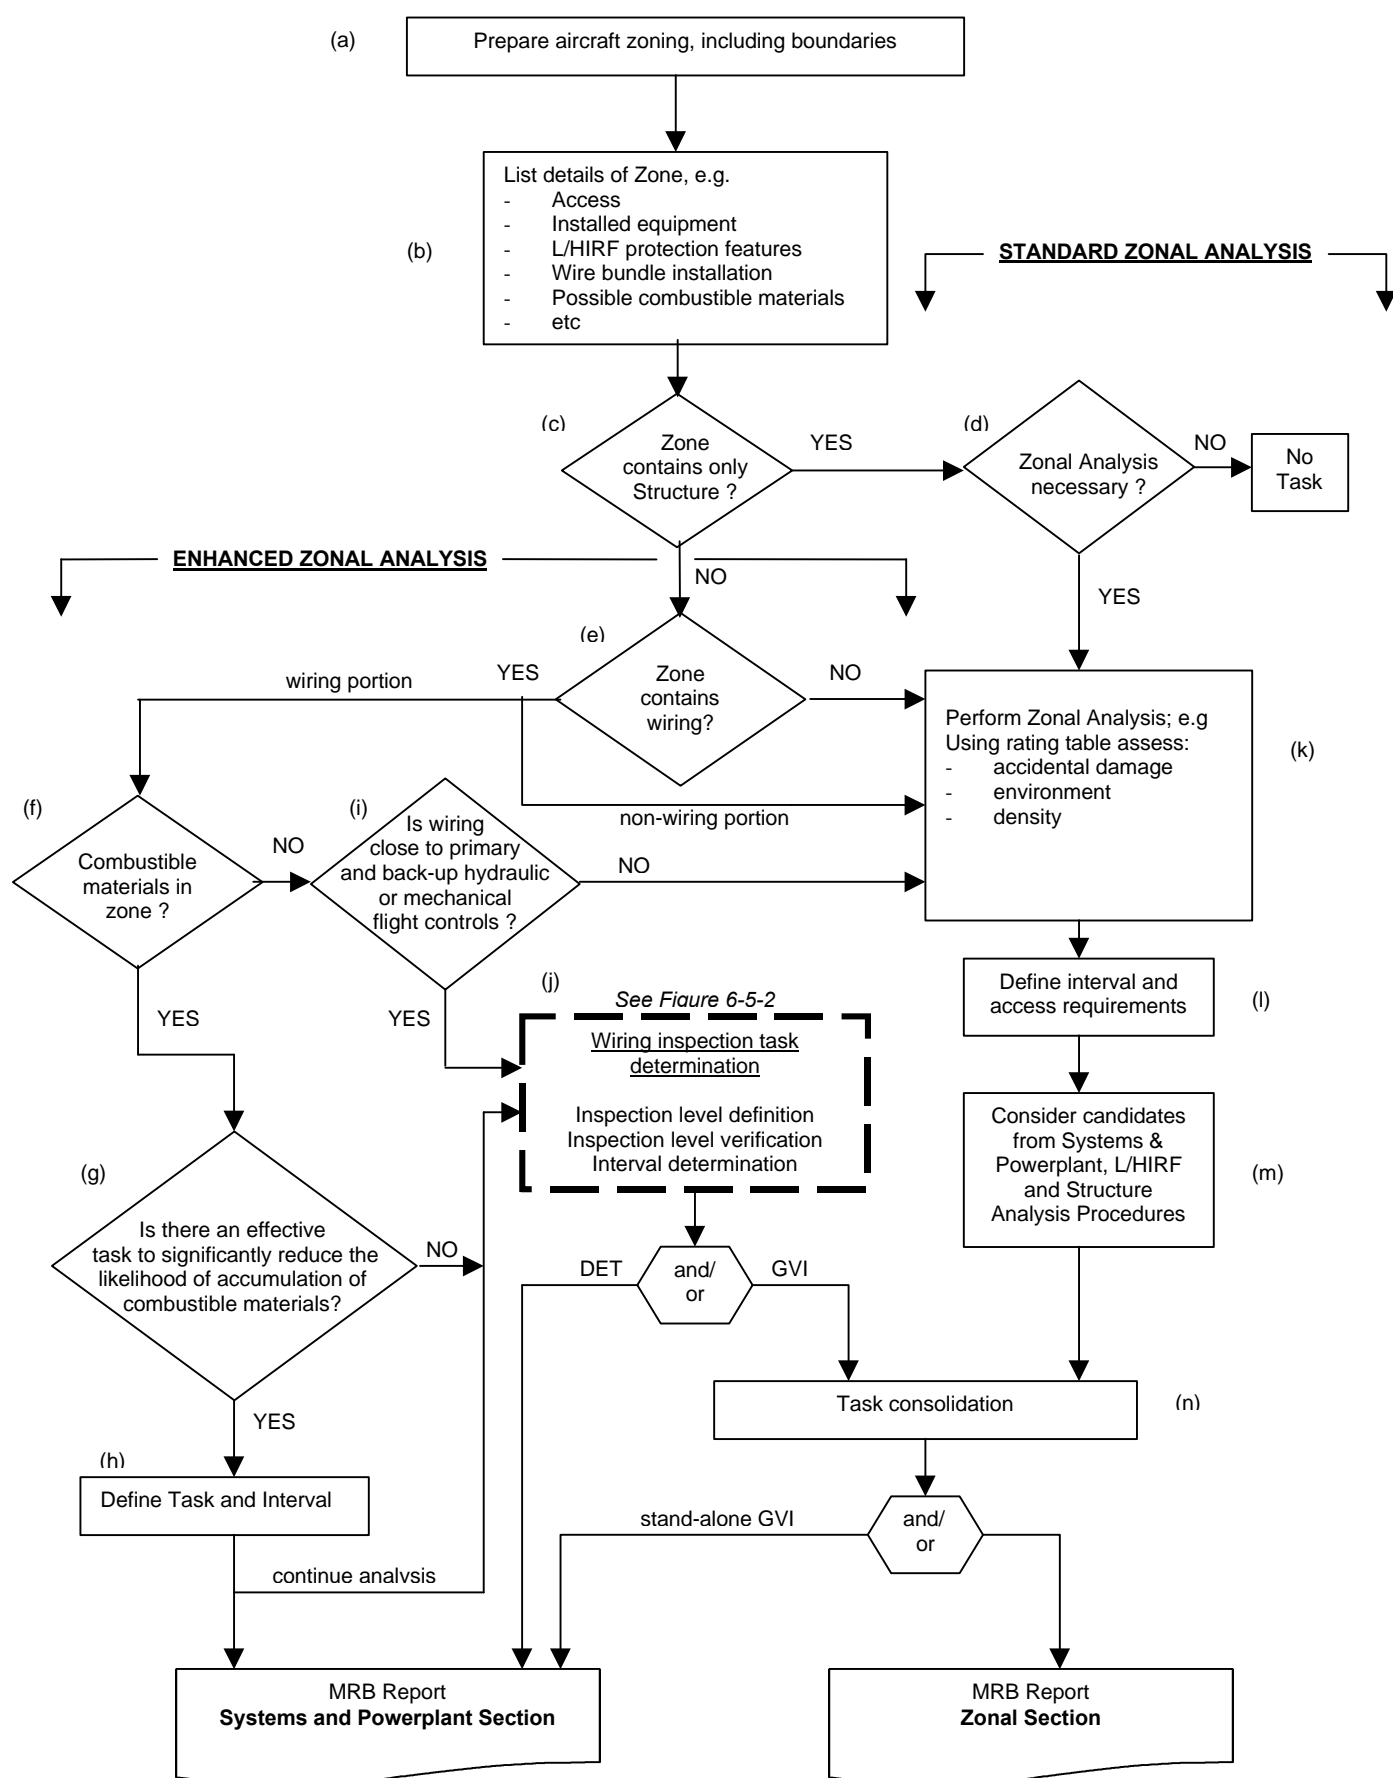 (a)
Prepare aircraft zoning, including boundaries
List details of Zone, e.g.
- Access
- Installed equipment
(b)
- L/HIRF protection features
- Wire bundle installation
- Possible combustible materials
- etc
STANDARD ZONAL ANALYSIS
(c)
Zone
contains only
Structure ?
YES
(d)
Zonal Analysis
necessary ?
NO
No
Task
ENHANCED ZONAL ANALYSIS
NO
YES
(e)
Zone
contains
wiring?
YES
NO
wiring portion
non-wiring portion
Perform Zonal Analysis; e.g
Using rating table assess:
- accidental damage
- environment
- density
(k)
(f)
Combustible
materials in
zone ?
NO
(i)
Is wiring
close to primary
and back-up hydraulic
or mechanical
flight controls ?
NO
YES
YES
(j)
See Figure 6-5-2
Wiring inspection task
determination
Inspection level definition
Inspection level verification
Interval determination
Define interval and
access requirements
(l)
Consider candidates
from Systems &
Powerplant, L/HIRF
and Structure
Analysis Procedures
(m)
(g)
Is there an effective
task to significantly reduce the
likelihood of accumulation of
combustible materials?
NO
DET
and/
or
GVI
YES
Task consolidation
(n)
(h)
Define Task and Interval
continue analysis
stand-alone GVI
and/
or
MRB Report
Systems and Powerplant Section
MRB Report
Zonal Section